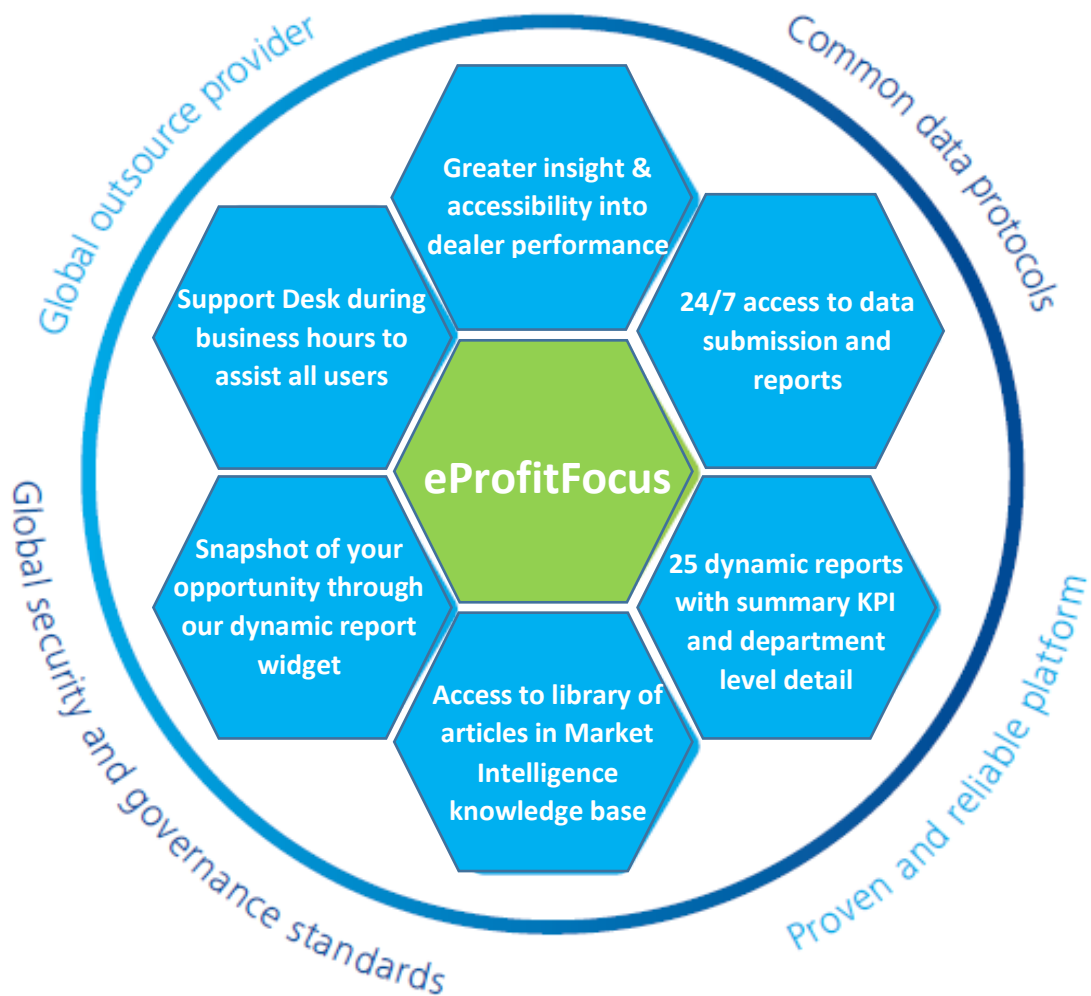 Global outsource provider
Common data protocols
Greater insight &
accessibility into
dealer performance
Support Desk during
business hours to
assist all users
24/7 access to data
submission and
reports
eProfitFocus
Snapshot of your
opportunity through
our dynamic report
widget
25 dynamic reports
with summary KPI
and department
level detail
Access to library of
articles in Market
Intelligence
knowledge base
Global security and governance standards
Proven and reliable platform